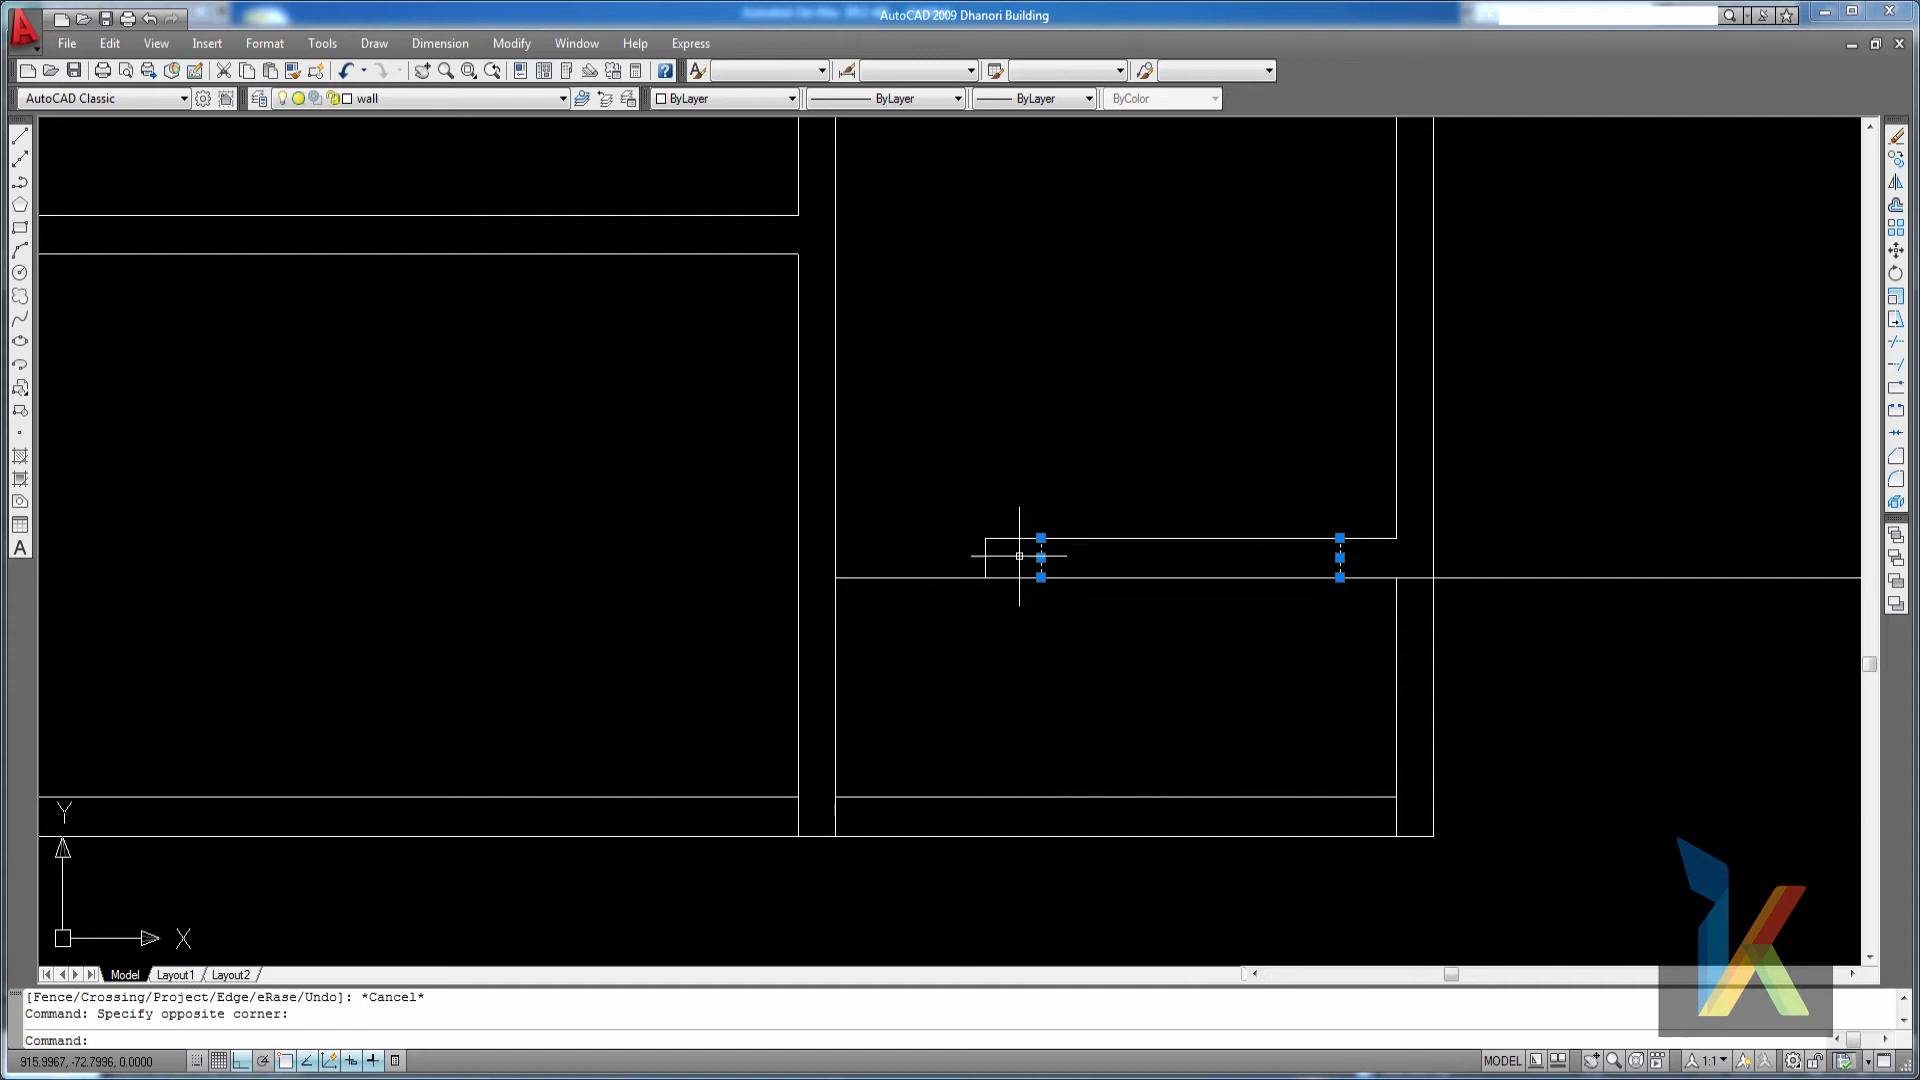 AutoCAD 2009 Dhanori Building
File Edit View Insert Format Tools Draw Dimension Modify Window Help Express
AutoCAD Classic wall ByLayer ByLayer ByLayer ByColor
A
Y
X
Model Layout1 Layout2
[Fence/Crossing/Project/Edge/eRase/Undo]: *Cancel*
Command: Specify opposite corner:
Command:
915.9967, -72.7996, 0.0000 MODEL 1:1